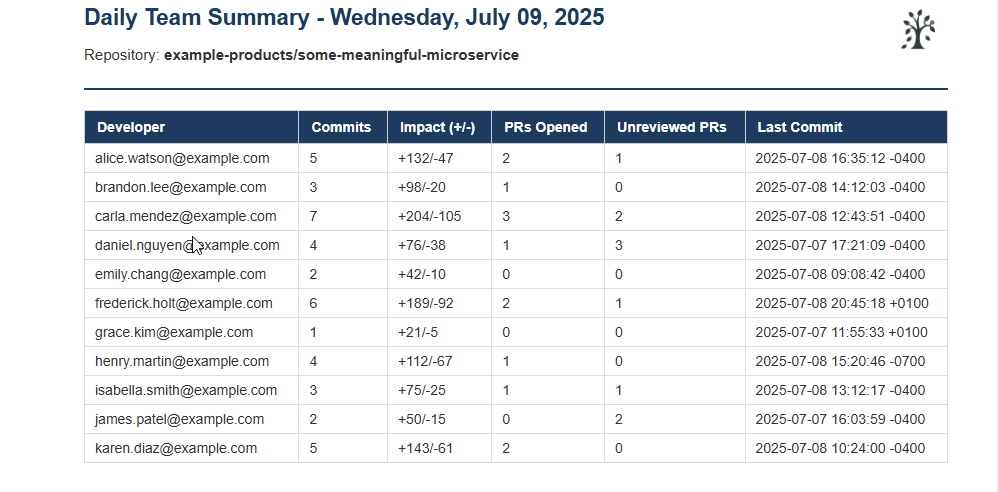 Daily Team Summary - Wednesday, July 09, 2025
Repository: example-products/some-meaningful-microservice
Developer Commits Impact (+/-) PRs Opened Unreviewed PRs Last Commit
alice.watson@example.com 5 +132/-47 2 1 2025-07-08 16:35:12 -0400
brandon.lee@example.com 3 +98/-20 1 0 2025-07-08 14:12:03 -0400
carla.mendez@example.com 7 +204/-105 3 2 2025-07-08 12:43:51 -0400
daniel.nguyen@example.com 4 +76/-38 1 3 2025-07-07 17:21:09 -0400
emily.chang@example.com 2 +42/-10 0 0 2025-07-08 09:08:42 -0400
frederick.holt@example.com 6 +189/-92 2 1 2025-07-08 20:45:18 +0100
grace.kim@example.com 1 +21/-5 0 0 2025-07-07 11:55:33 +0100
henry.martin@example.com 4 +112/-67 1 0 2025-07-08 15:20:46 -0700
isabella.smith@example.com 3 +75/-25 1 1 2025-07-08 13:12:17 -0400
james.patel@example.com 2 +50/-15 0 2 2025-07-07 16:03:59 -0400
karen.diaz@example.com 5 +143/-61 2 0 2025-07-08 10:24:00 -0400